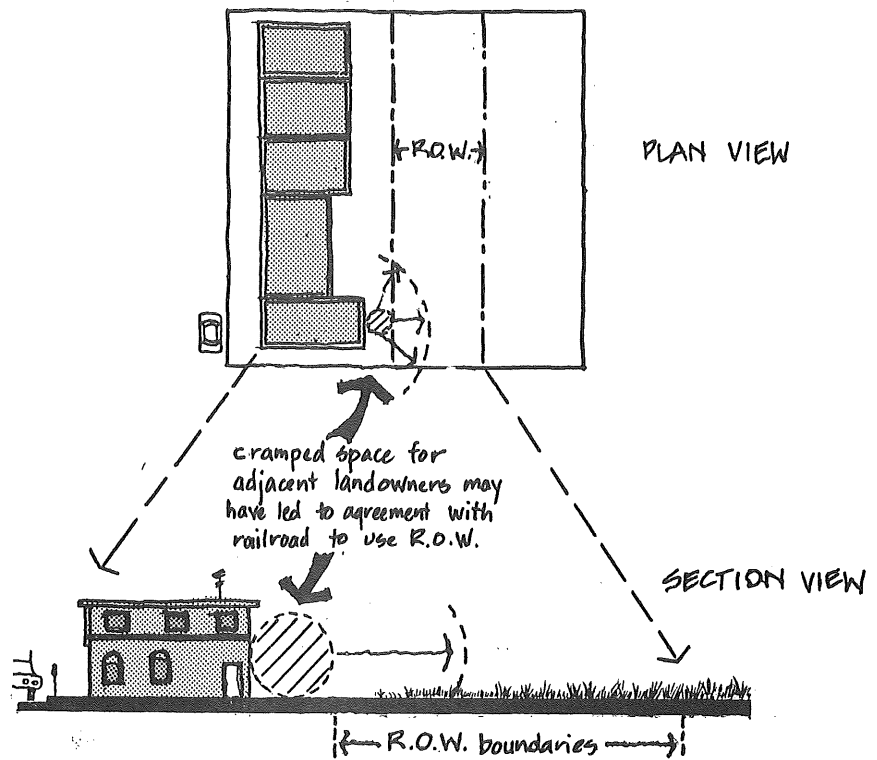 R.O.W.
PLAN VIEW
cramped space for
adjacent landowners may
have led to agreement with
railroad to use R.O.W.
SECTION VIEW
R.O.W. boundaries